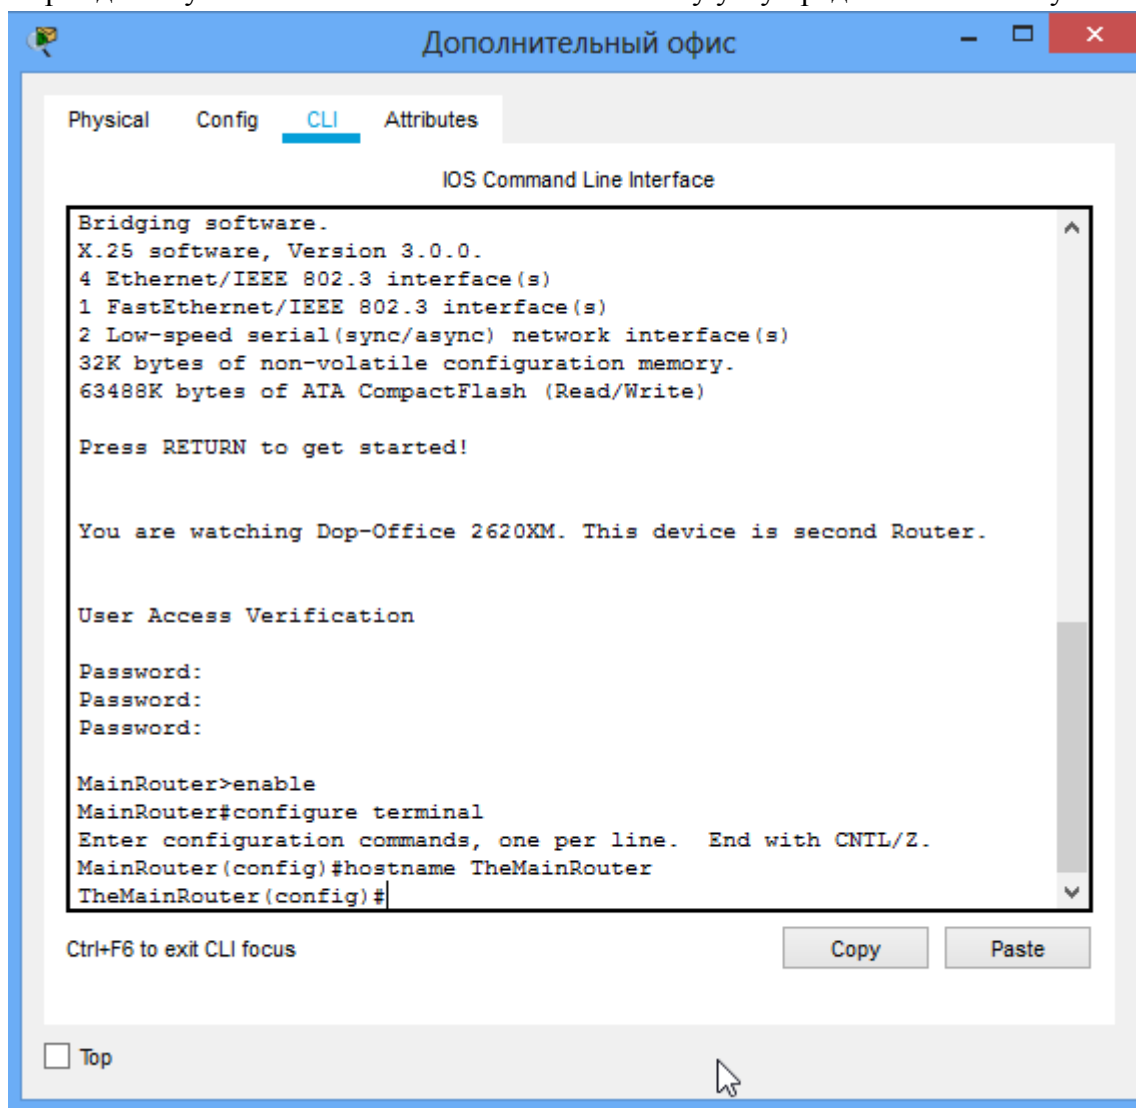 Дополнительный офис
Physical Config CLI Attributes
IOS Command Line Interface
Bridging software.
X.25 software, Version 3.0.0.
4 Ethernet/IEEE 802.3 interface(s)
1 FastEthernet/IEEE 802.3 interface(s)
2 Low-speed serial(sync/async) network interface(s)
32K bytes of non-volatile configuration memory.
63488K bytes of ATA CompactFlash (Read/Write)
Press RETURN to get started!
You are watching Dop-Office 2620XM. This device is second Router.
User Access Verification
Password:
Password:
Password:
MainRouter>enable
MainRouter#configure terminal
Enter configuration commands, one per line.  End with CNTL/Z.
MainRouter(config)#hostname TheMainRouter
TheMainRouter(config)#
Ctrl+F6 to exit CLI focus
Copy Paste
Top